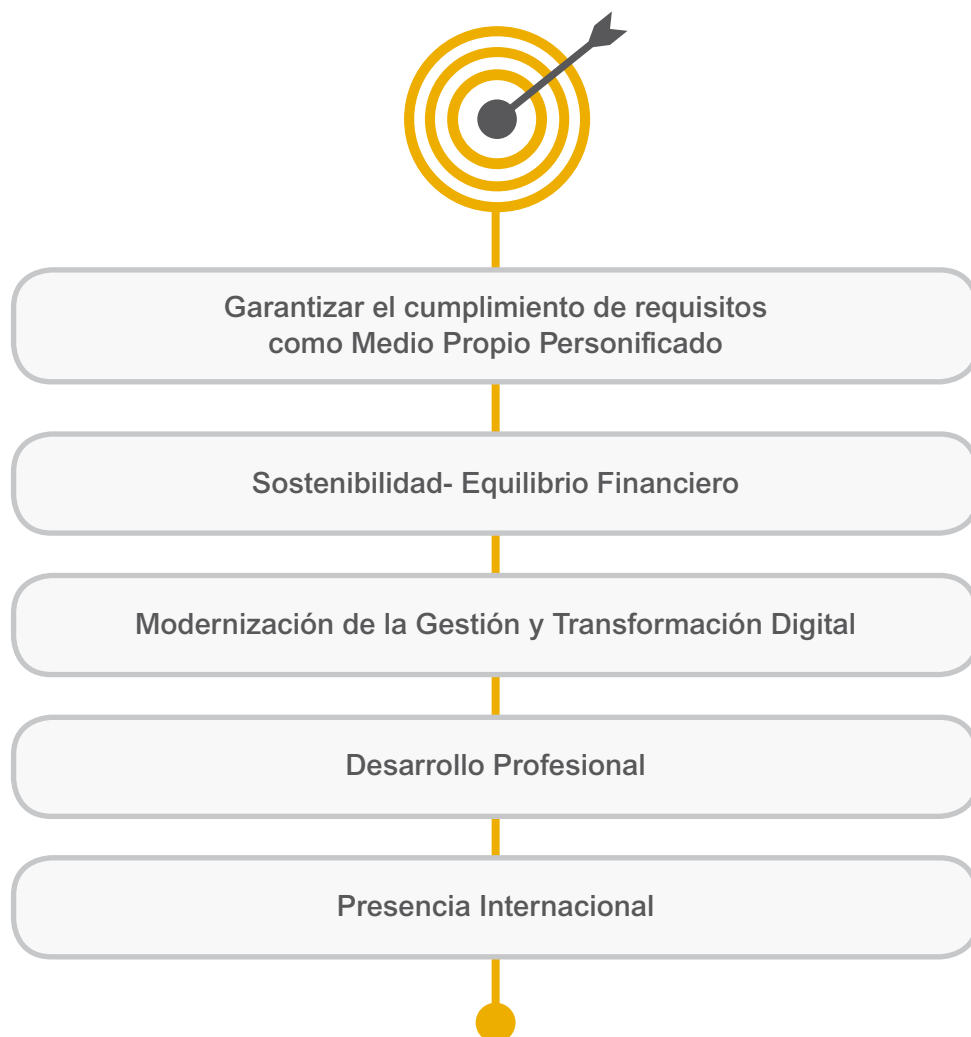 Garantizar el cumplimiento de requisitos
como Medio Propio Personificado
Sostenibilidad- Equilibrio Financiero
Modernización de la Gestión y Transformación Digital
Desarrollo Profesional
Presencia Internacional